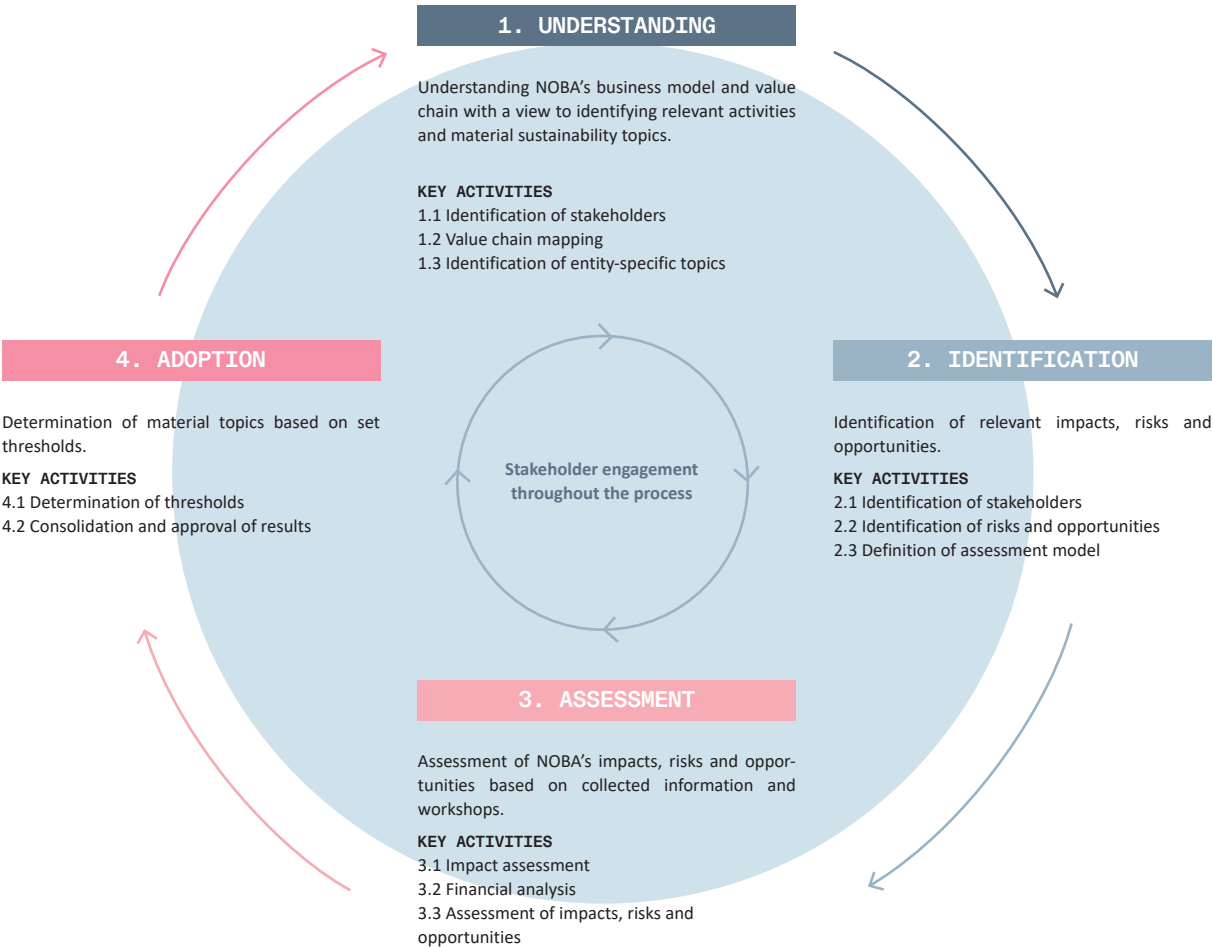 1. UNDERSTANDING
Understanding NOBA's business model and value
chain with a view to identifying relevant activities
and material sustainability topics.
KEY ACTIVITIES
1.1 Identification of stakeholders
1.2 Value chain mapping
1.3 Identification of entity-specific topics
2. IDENTIFICATION
Identification of relevant impacts, risks and
opportunities.
KEY ACTIVITIES
2.1 Identification of stakeholders
2.2 Identification of risks and opportunities
2.3 Definition of assessment model
3. ASSESSMENT
Assessment of NOBA's impacts, risks and oppor-
tunities based on collected information and
workshops.
KEY ACTIVITIES
3.1 Impact assessment
3.2 Financial analysis
3.3 Assessment of impacts, risks and
opportunities
4. ADOPTION
Determination of material topics based on set
thresholds.
KEY ACTIVITIES
4.1 Determination of thresholds
4.2 Consolidation and approval of results
Stakeholder engagement
throughout the process